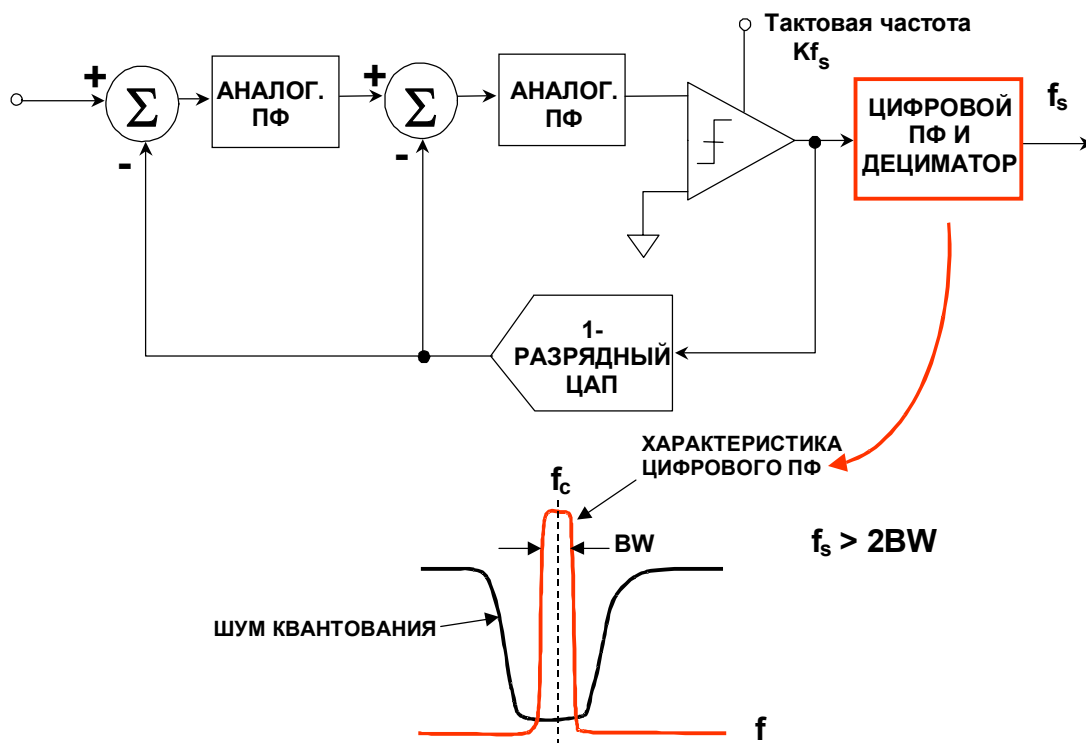 Тактовая частота
Kfs
+
Σ
-
АНАЛОГ.
ПФ
+
Σ
-
АНАЛОГ.
ПФ
ЦИФРОВОЙ
ПФ И
ДЕЦИМАТОР
fs
1-
РАЗРЯДНЫЙ
ЦАП
ХАРАКТЕРИСТИКА
ЦИФРОВОГО ПФ
fc
BW
fs > 2BW
ШУМ КВАНТОВАНИЯ
f